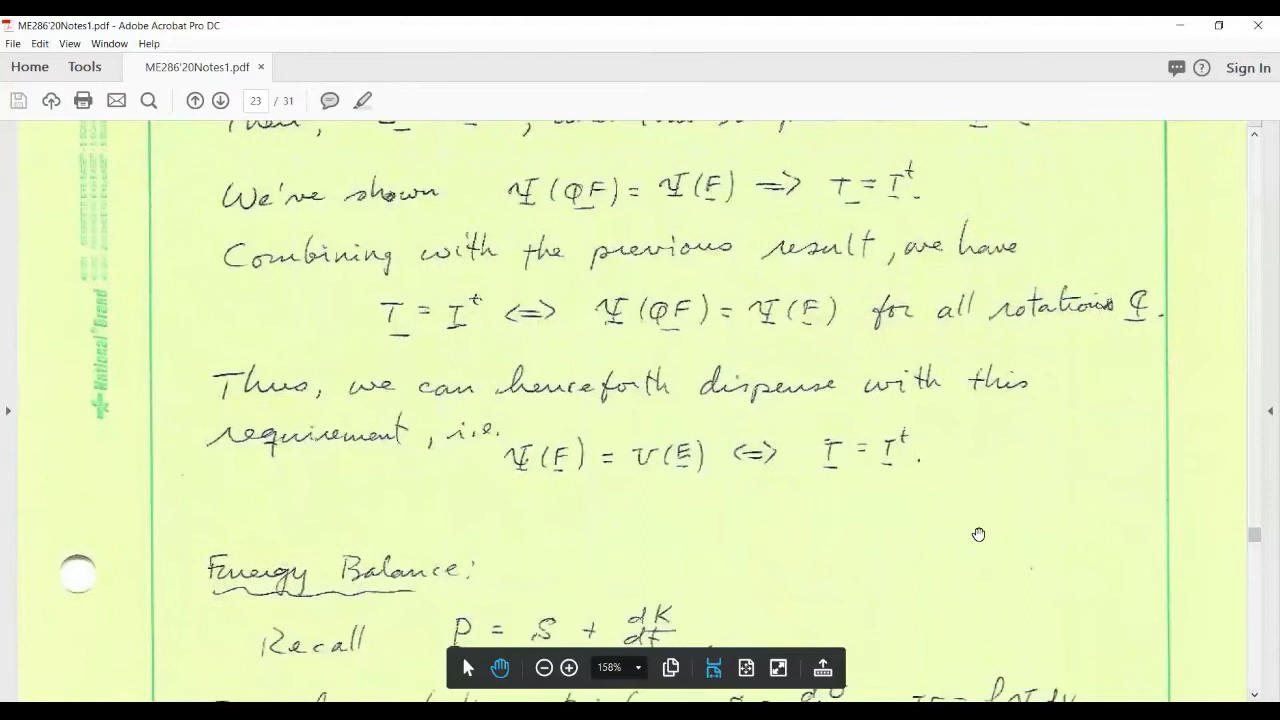 ME286'20Notes1.pdf - Adobe Acrobat Pro DC
File Edit View Window Help
Home Tools ME286'20Notes1.pdf × Sign In
23 / 31
We've shown Ψ(QF) = Ψ(F) => T = T^t.
Combining with the previous result, we have
T = T^t <=> Ψ(QF) = Ψ(F) for all rotations Q.
Thus, we can henceforth dispense with this
requirement, i.e.
Ψ(F) = U(E) <=> T = T^t.
National Brand
Energy Balance:
Recall P = S + dK/dt
158%